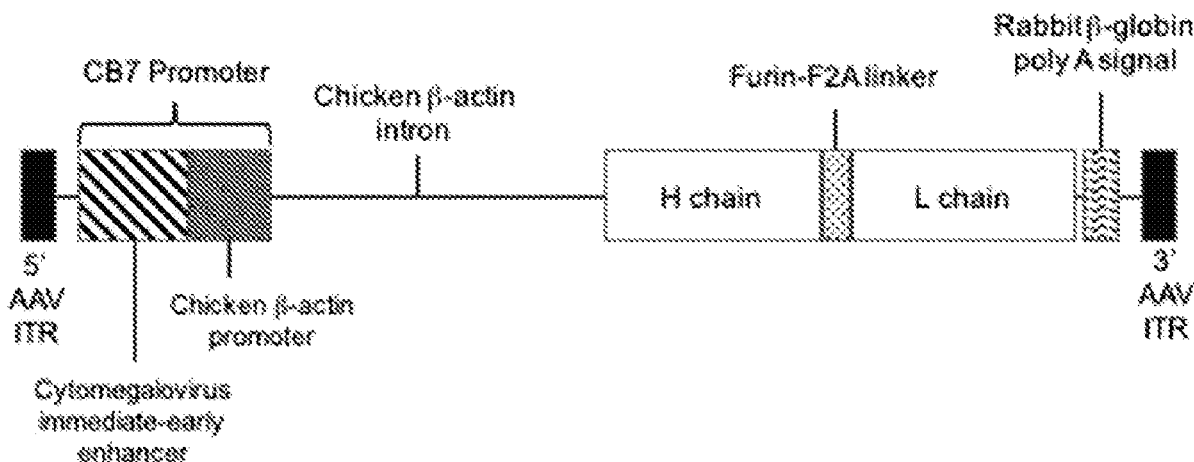 CB7 Promoter
Chicken β-actin
intron
Furin-F2A linker
Rabbit β-globin
poly A signal
H chain
L chain
5'
AAV
ITR
Chicken β-actin
promoter
Cytomegalovirus
immediate-early
enhancer
3'
AAV
ITR